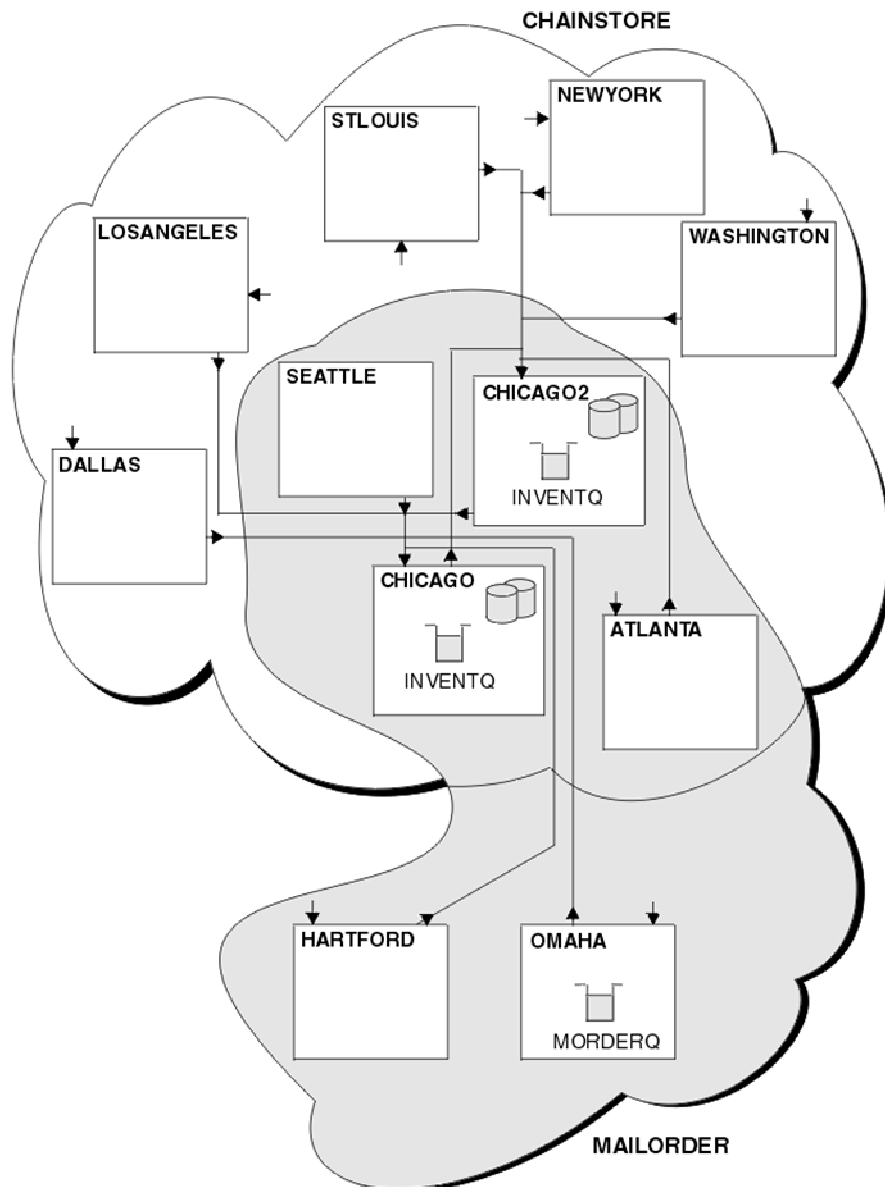 CHAINSTORE
NEWYORK
STLOUIS
LOSANGELES
WASHINGTON
SEATTLE
CHICAGO2
INVENTQ
DALLAS
CHICAGO
INVENTQ
ATLANTA
HARTFORD
OMAHA
MORDERQ
MAILORDER